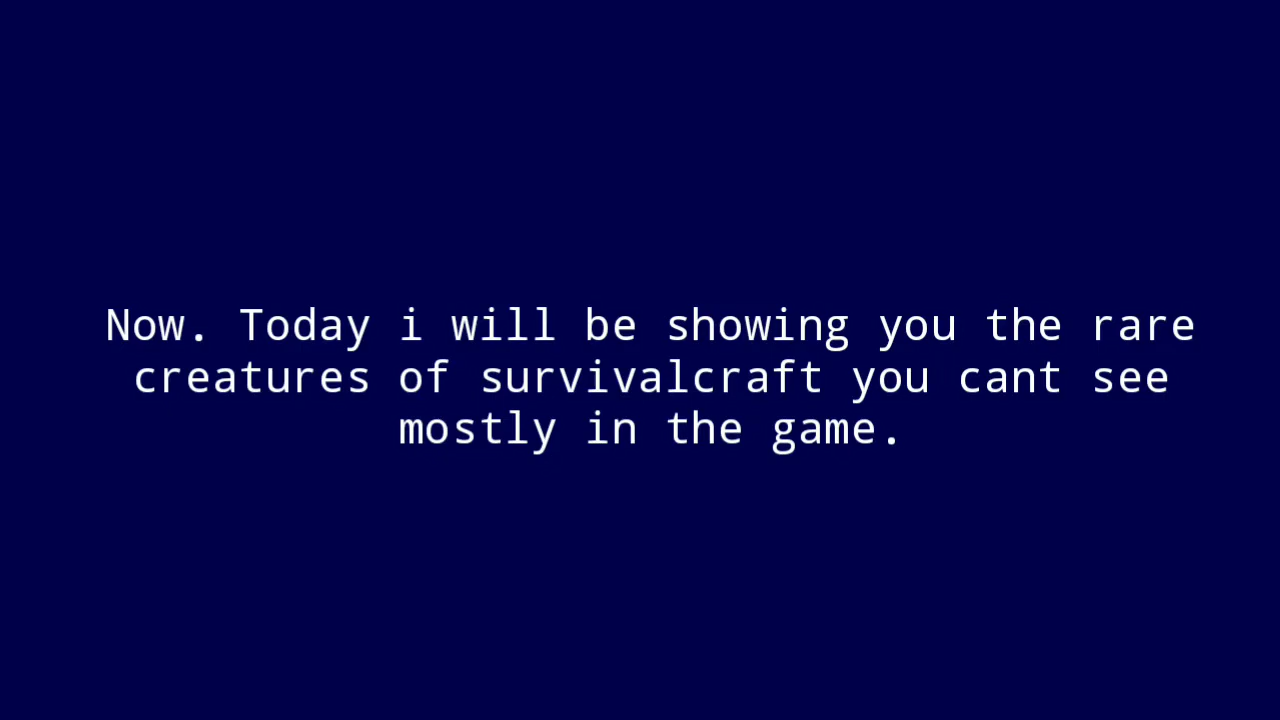 Now. Today i will be showing you the rare
creatures of survivalcraft you cant see
mostly in the game.